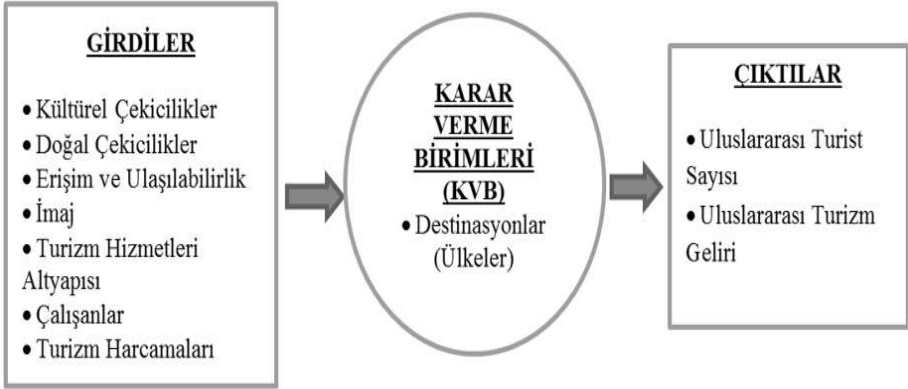 GİRDİLER
• Kültürel Çekicilikler
• Doğal Çekicilikler
• Erişim ve Ulaşılabilirlik
• İmaj
• Turizm Hizmetleri
Altyapısı
• Çalışanlar
• Turizm Harcamaları
KARAR
VERME
BİRİMLERİ
(KVB)
• Destinasyonlar
(Ülkeler)
ÇIKTILAR
• Uluslararası Turist
Sayısı
• Uluslararası Turizm
Geliri